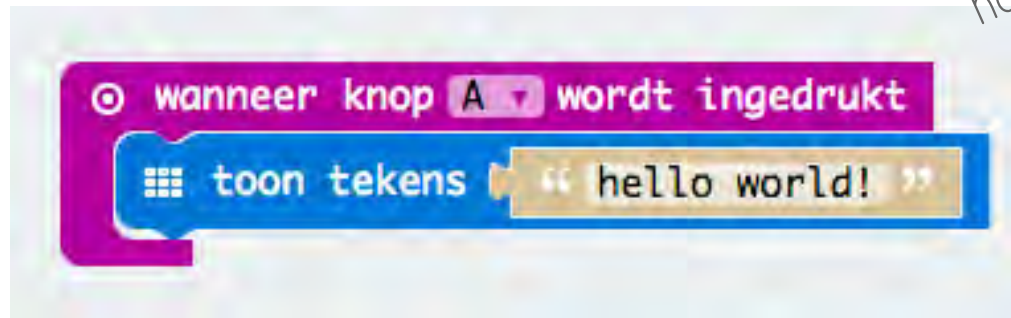 wanneer knop A wordt ingedrukt
toon tekens “ hello world! ”